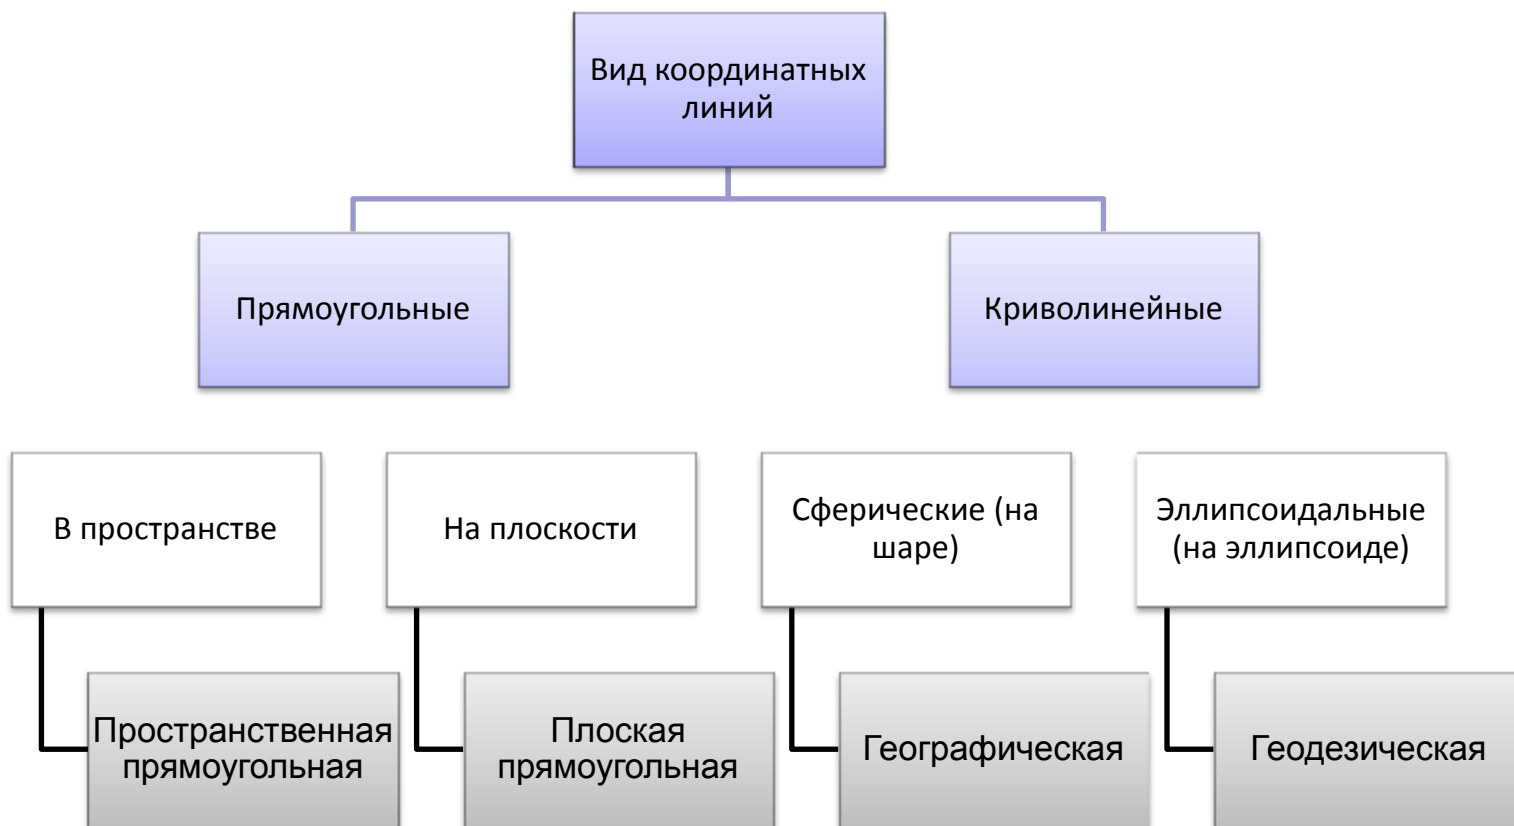 Вид координатных
линий
Прямоугольные
Криволинейные
В пространстве
На плоскости
Сферические (на
шаре)
Эллипсоидальные
(на эллипсоиде)
Пространственная
прямоугольная
Плоская
прямоугольная
Географическая
Геодезическая